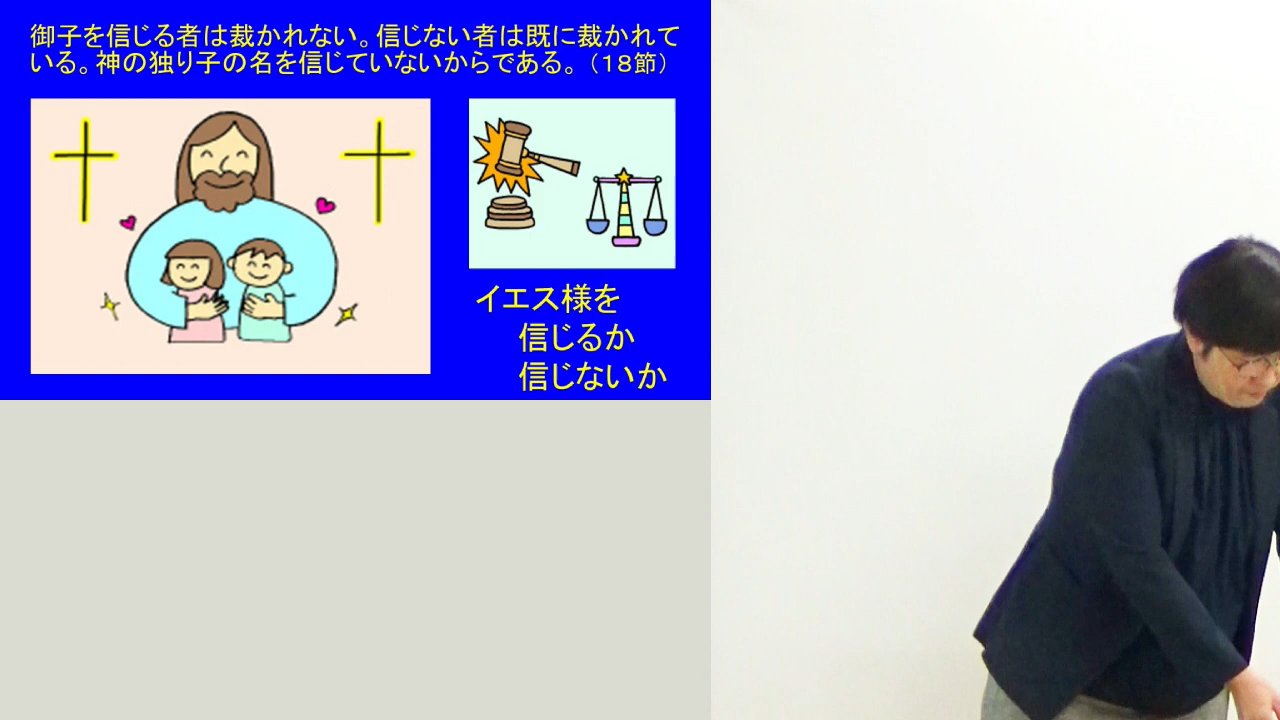 御子を信じる者は裁かれない。信じない者は既に裁かれて
いる。神の独り子の名を信じていないからである。（１８節）
イエス様を
信じるか
信じないか